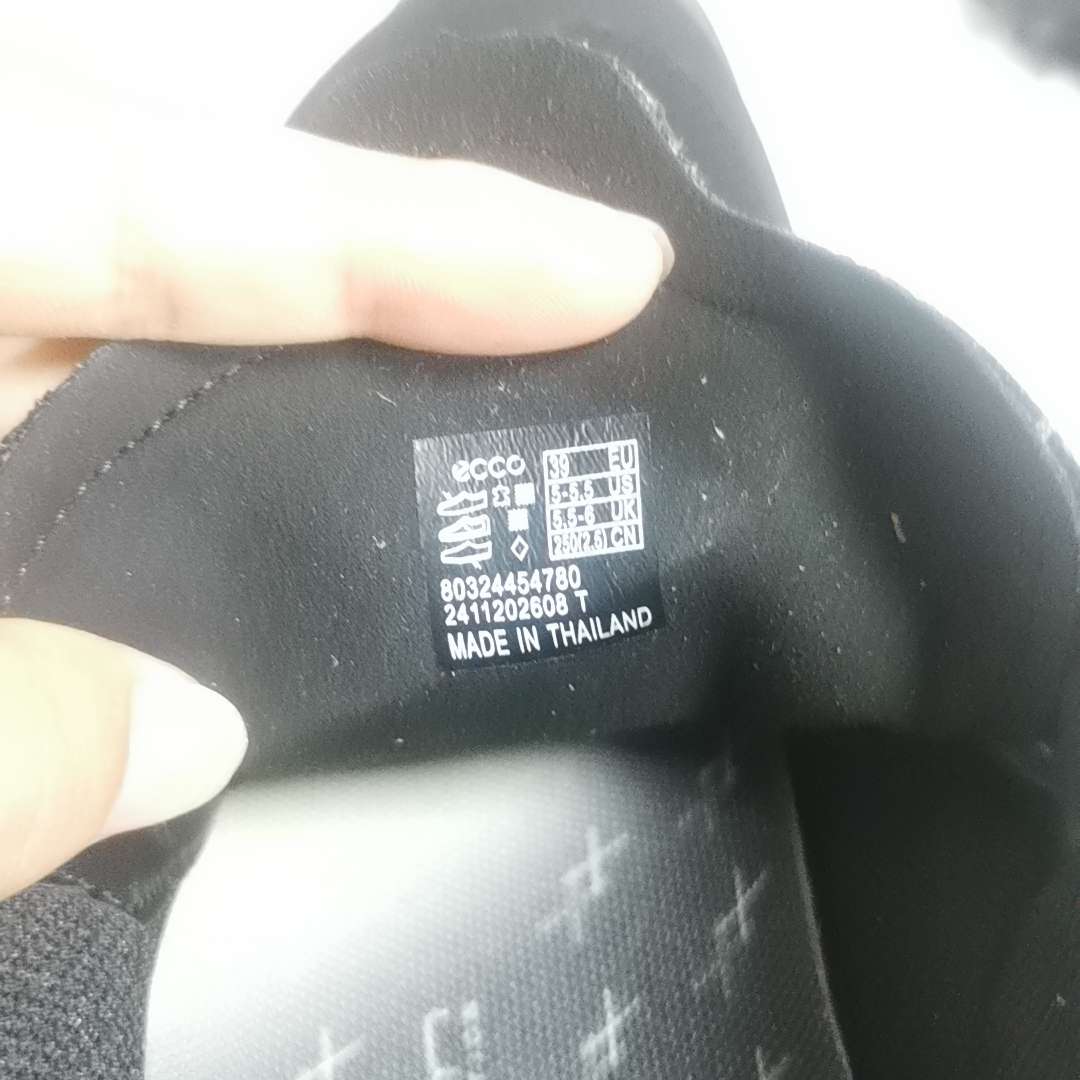 ecco
39 EU
5-5.5 US
5.5-6 UK
250(2.5) CN
80324454780
2411202608 T
MADE IN THAILAND